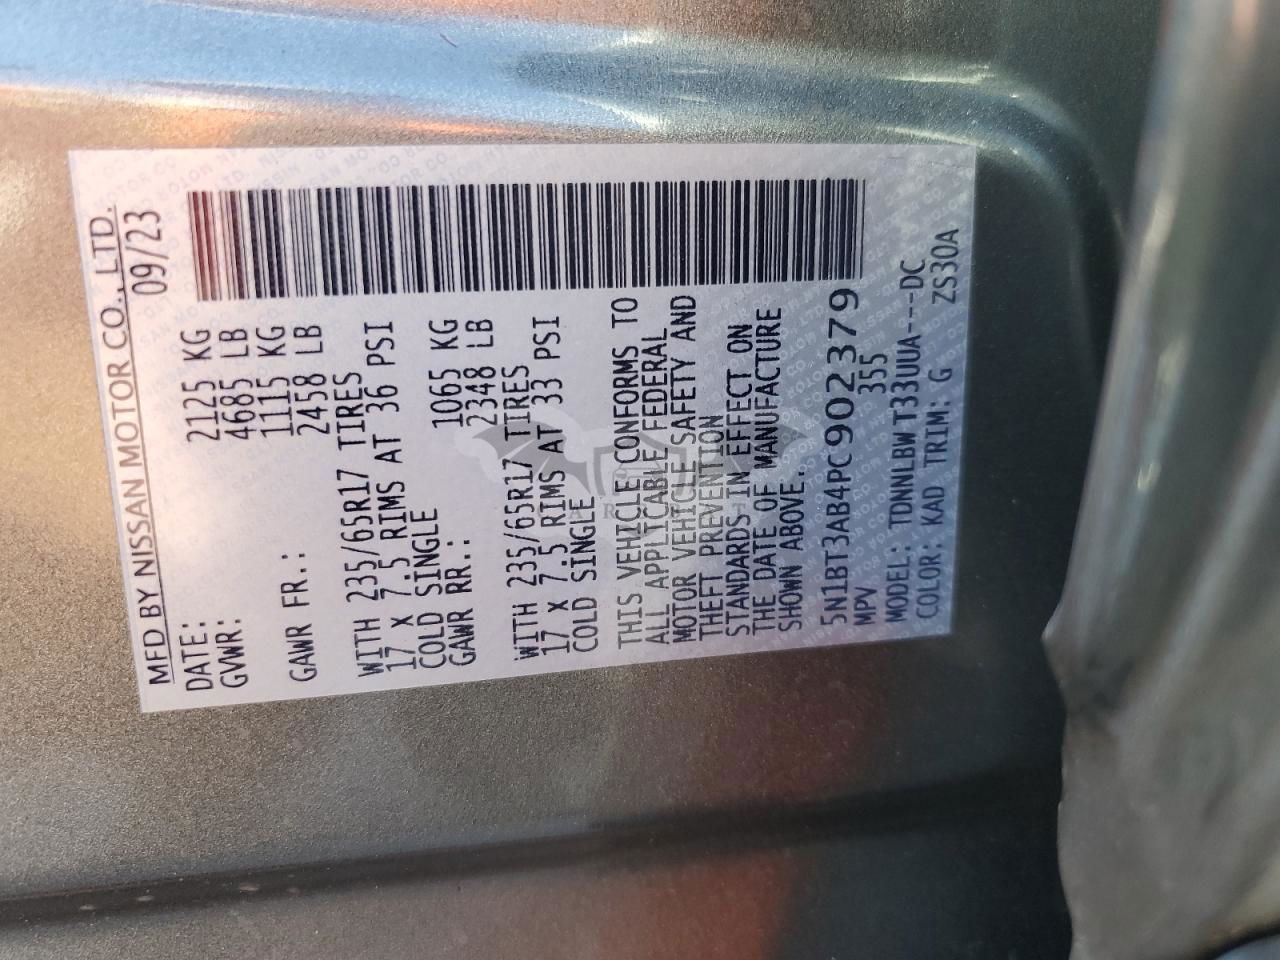 MFD BY NISSAN MOTOR CO., LTD.
DATE: 09/23
GVWR: 2125 KG
4685 LB
1115 KG
GAWR FR.: 2458 LB
WITH 235/65R17 TIRES
17 X 7.5 RIMS AT 36 PSI
COLD SINGLE
GAWR RR.: 1065 KG
2348 LB
WITH 235/65R17 TIRES
17 X 7.5 RIMS AT 33 PSI
COLD SINGLE
THIS VEHICLE CONFORMS TO
ALL APPLICABLE FEDERAL
MOTOR VEHICLE SAFETY AND
THEFT PREVENTION
STANDARDS IN EFFECT ON
THE DATE OF MANUFACTURE
SHOWN ABOVE.
5N1BT3AB4PC902379
MPV 355
MODEL: TDNNLBW T33UUA---DC
COLOR: KAD TRIM: G ZS30A